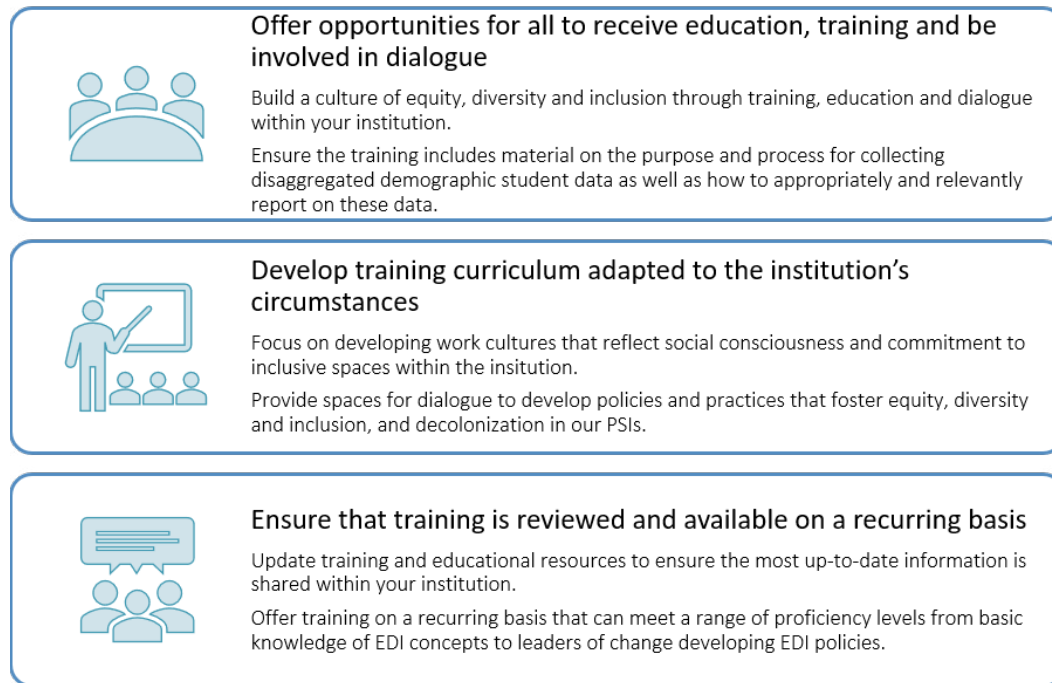 Offer opportunities for all to receive education, training and be
involved in dialogue
Build a culture of equity, diversity and inclusion through training, education and dialogue
within your institution.
Ensure the training includes material on the purpose and process for collecting
disaggregated demographic student data as well as how to appropriately and relevantly
report on these data.
Develop training curriculum adapted to the institution’s
circumstances
Focus on developing work cultures that reflect social consciousness and commitment to
inclusive spaces within the insitution.
Provide spaces for dialogue to develop policies and practices that foster equity, diversity
and inclusion, and decolonization in our PSIs.
Ensure that training is reviewed and available on a recurring basis
Update training and educational resources to ensure the most up-to-date information is
shared within your institution.
Offer training on a recurring basis that can meet a range of proficiency levels from basic
knowledge of EDI concepts to leaders of change developing EDI policies.